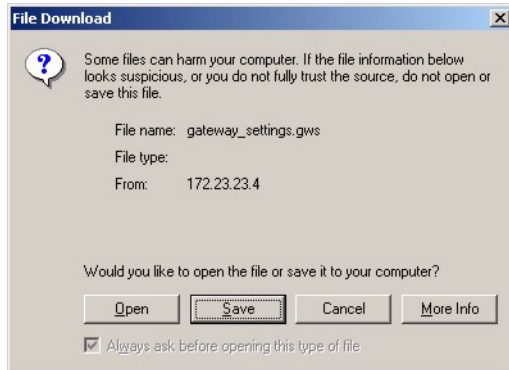 File Download
Some files can harm your computer. If the file information below
looks suspicious, or you do not fully trust the source, do not open or
save this file.
File name: gateway_settings.gws
File type:
From: 172.23.23.4
Would you like to open the file or save it to your computer?
Open Save Cancel More Info
Always ask before opening this type of file